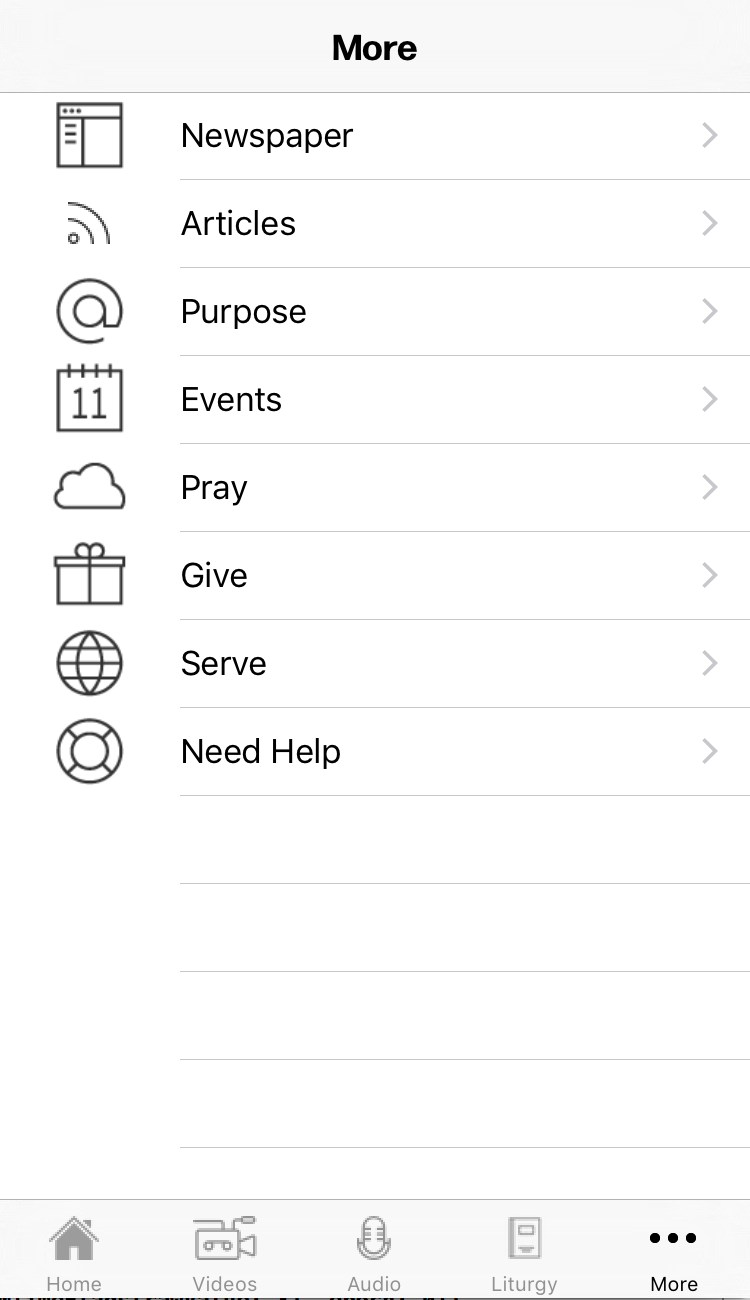 More
Newspaper
Articles
Purpose
11
Events
Pray
Give
Serve
Need Help
Home
Videos
Audio
Liturgy
More